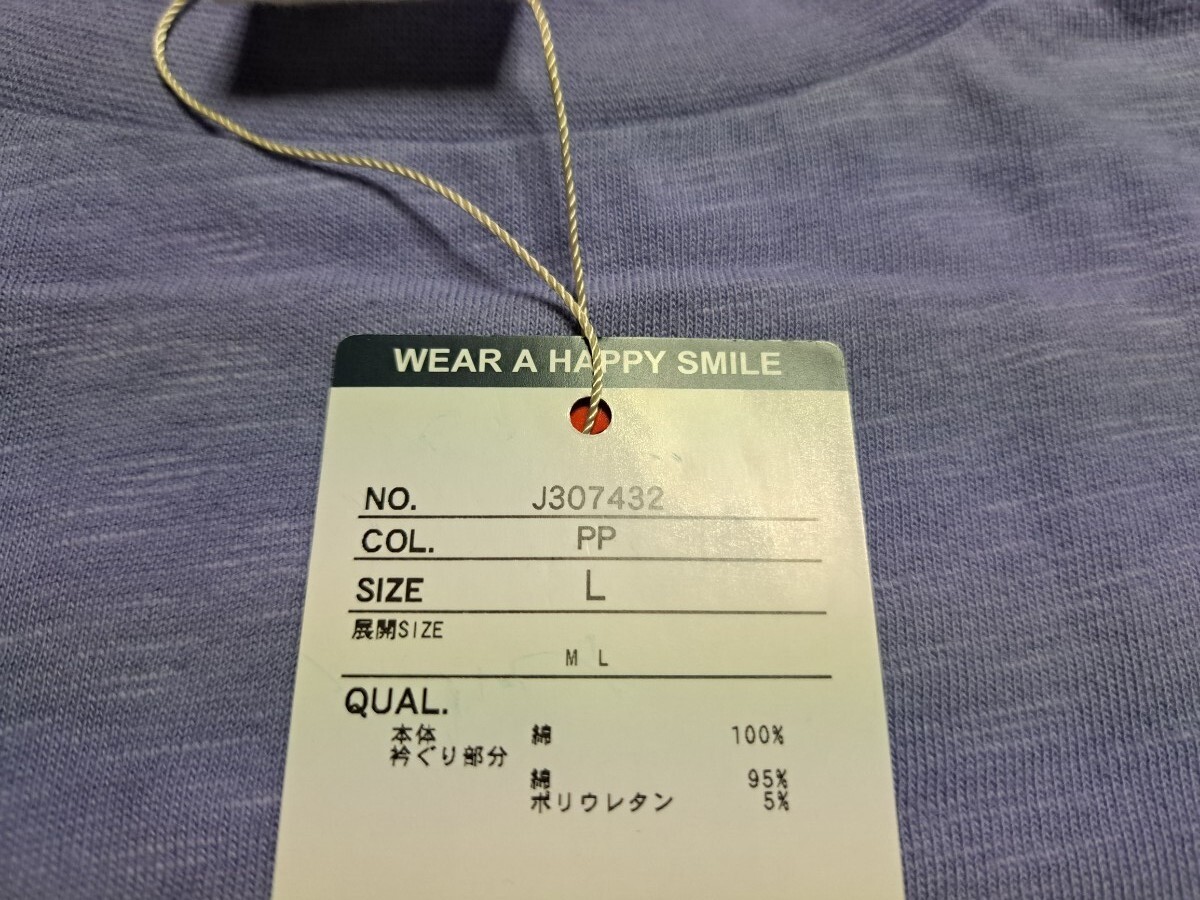 WEAR A HAPPY SMILE
NO. J307432
COL. PP
SIZE L
展開SIZE
M L
QUAL.
本体 綿 100%
衿ぐり部分
綿 95%
ポリウレタン 5%